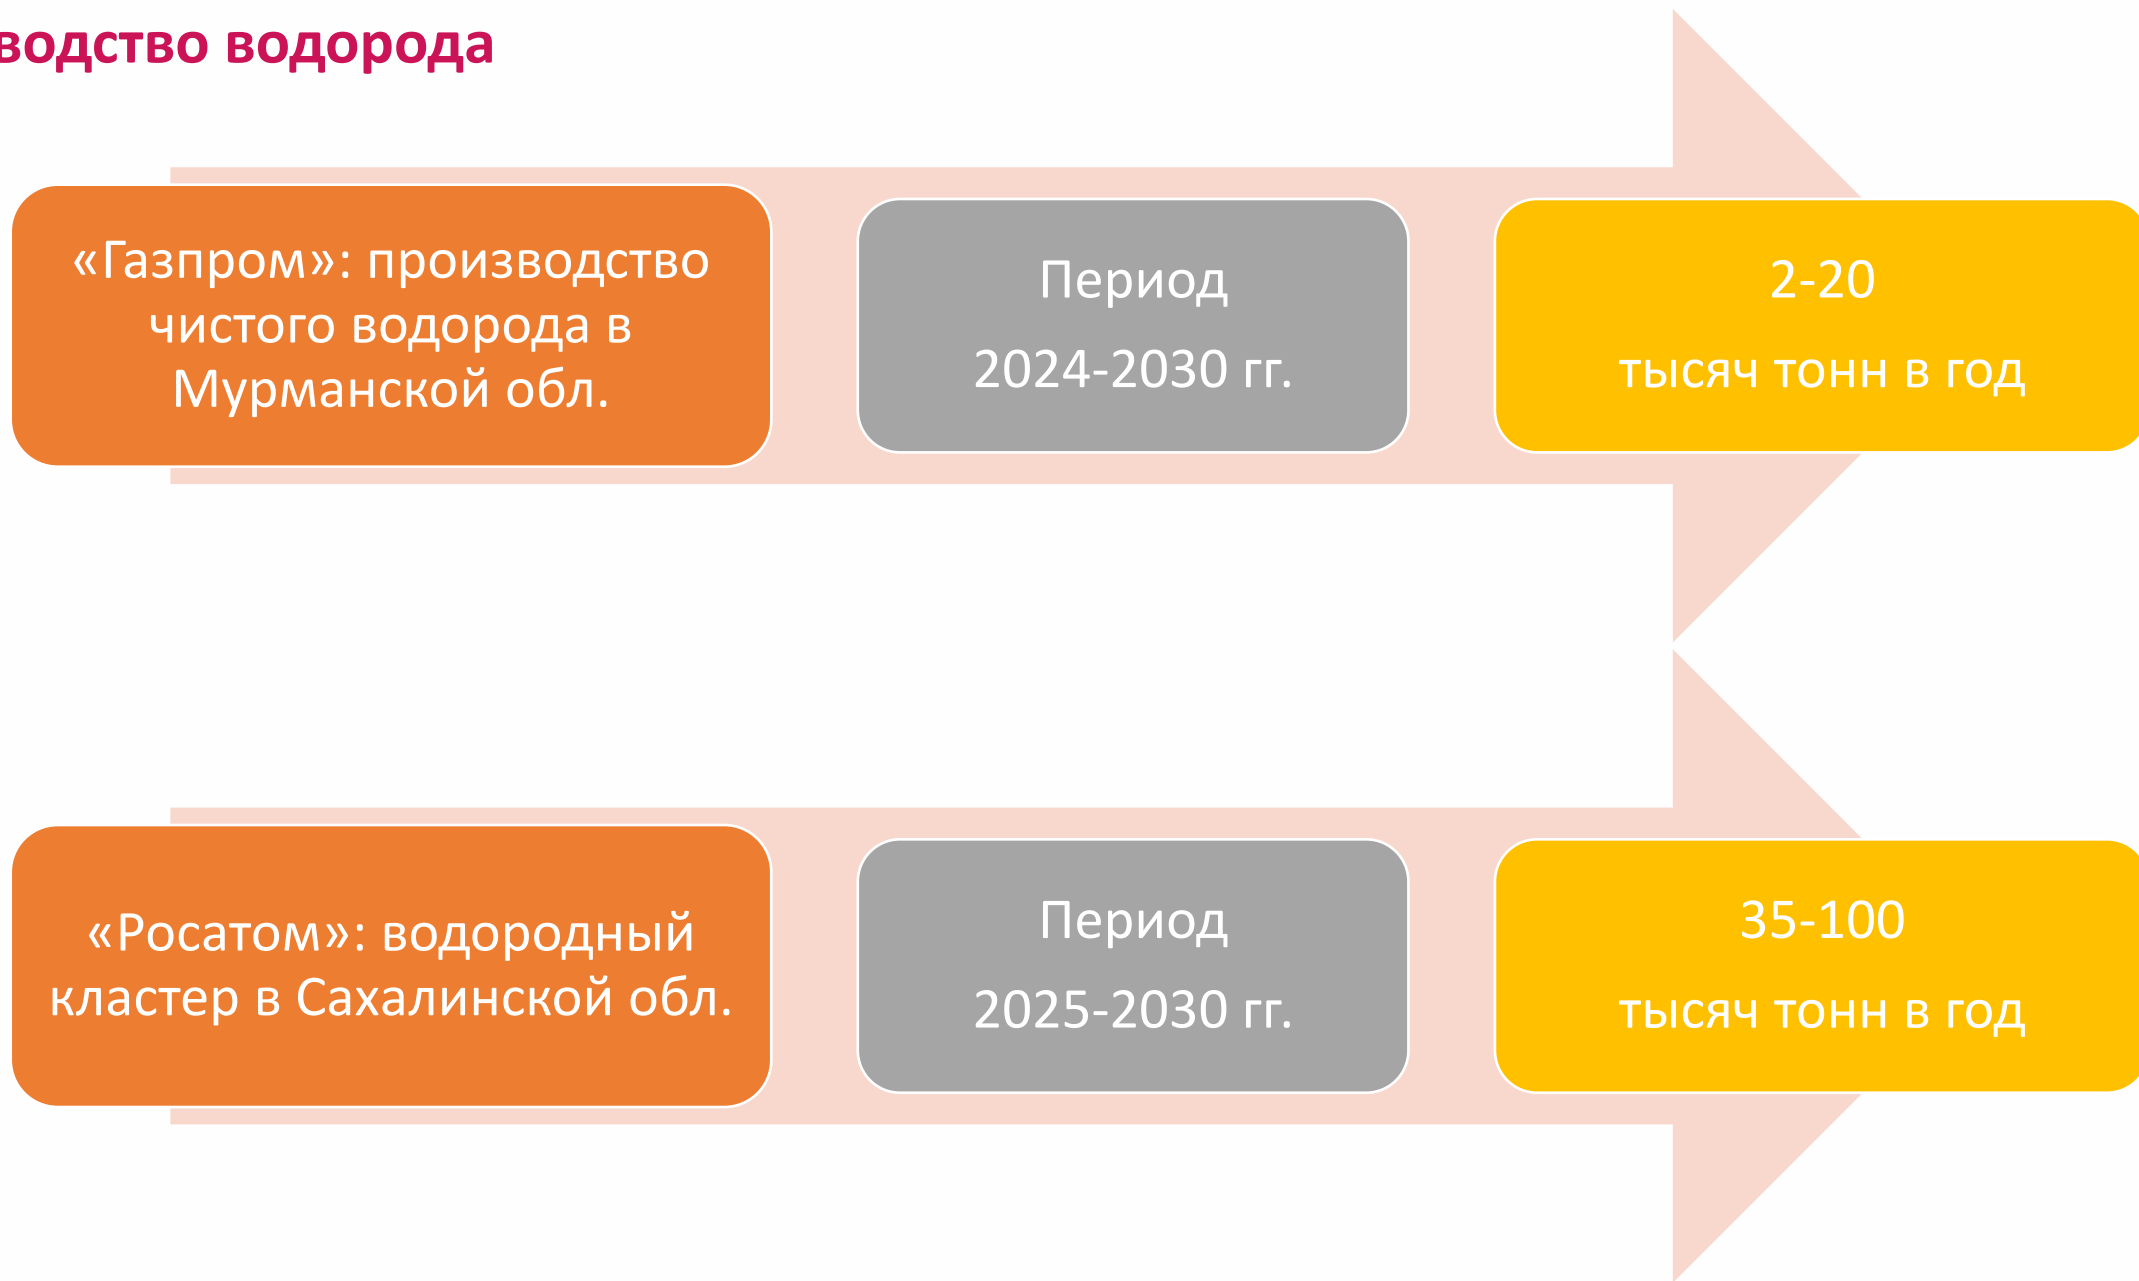 водство водорода
«Газпром»: производство
чистого водорода в
Мурманской обл.
Период
2024-2030 гг.
2-20
тысяч тонн в год
«Росатом»: водородный
кластер в Сахалинской обл.
Период
2025-2030 гг.
35-100
тысяч тонн в год